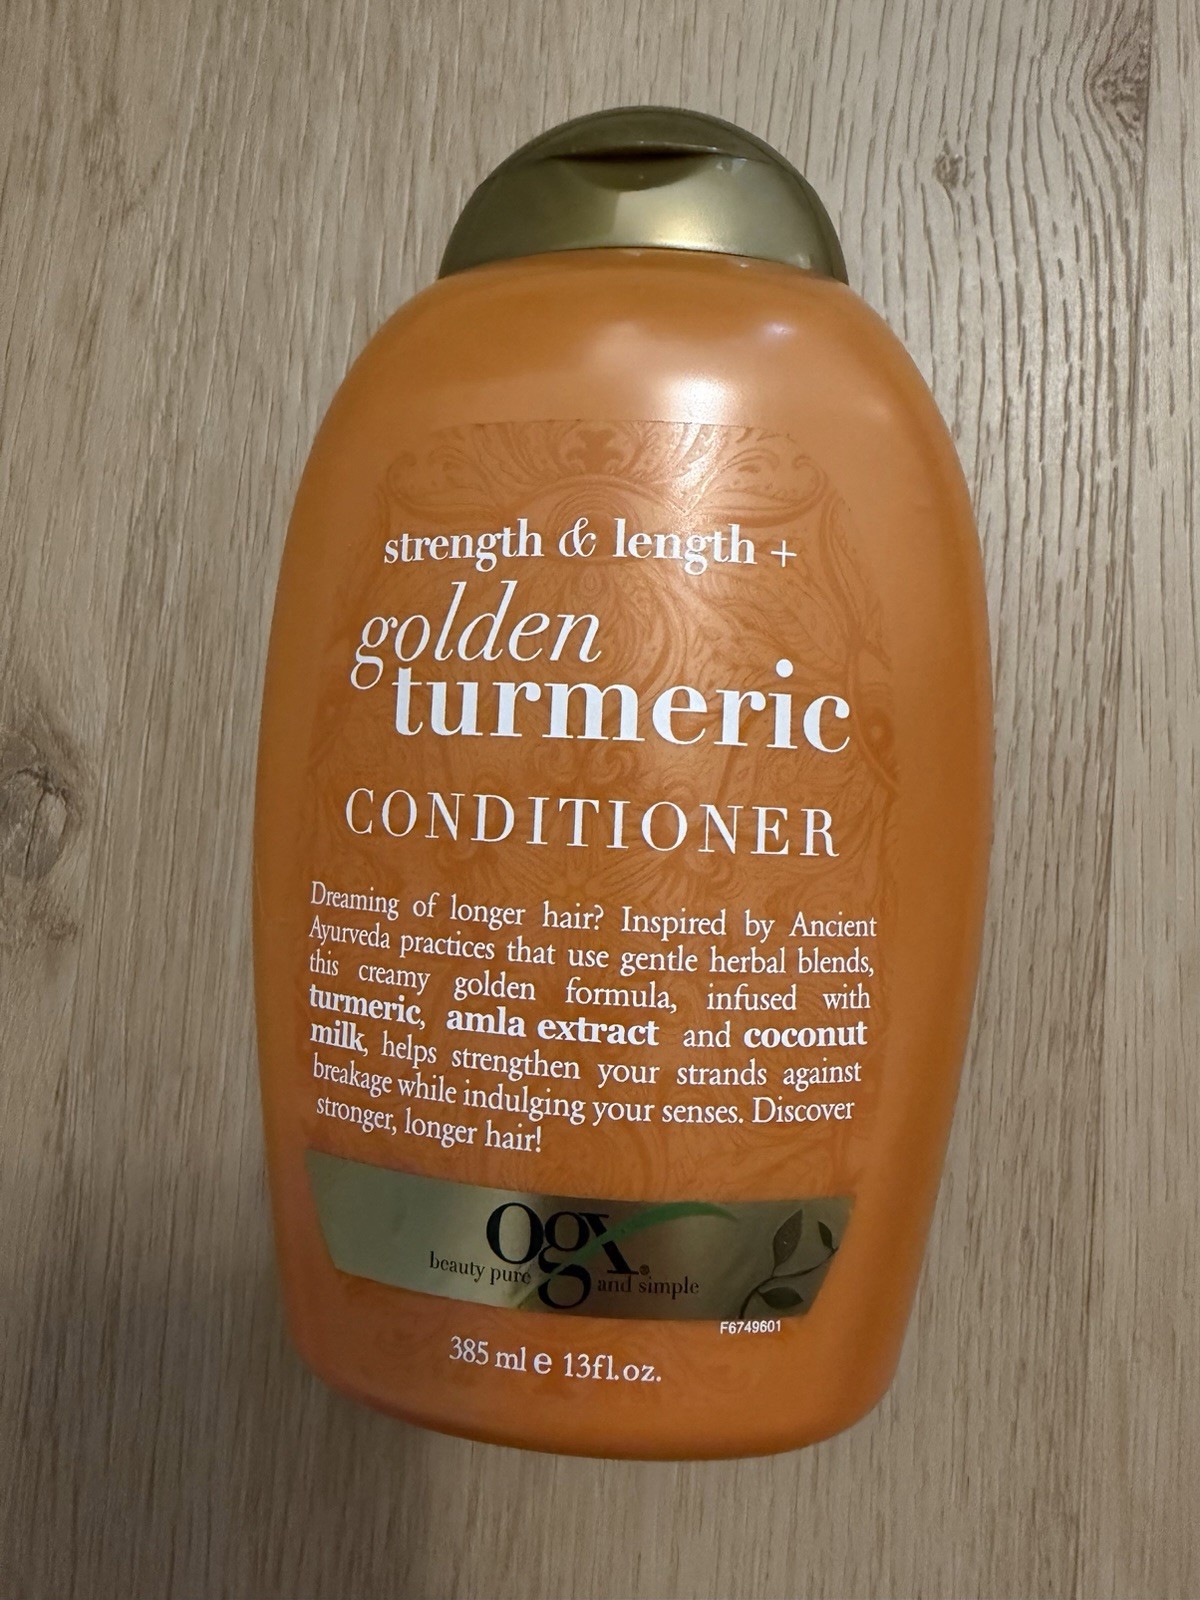 strength & length +
golden
turmeric
CONDITIONER
Dreaming of longer hair? Inspired by Ancient
Ayurveda practices that use gentle herbal blends,
this creamy golden formula, infused with
turmeric, amla extract and coconut
milk, helps strengthen your strands against
breakage while indulging your senses. Discover
stronger, longer hair!
ogx®
beauty pure and simple
F6749601
385 ml e 13fl.oz.